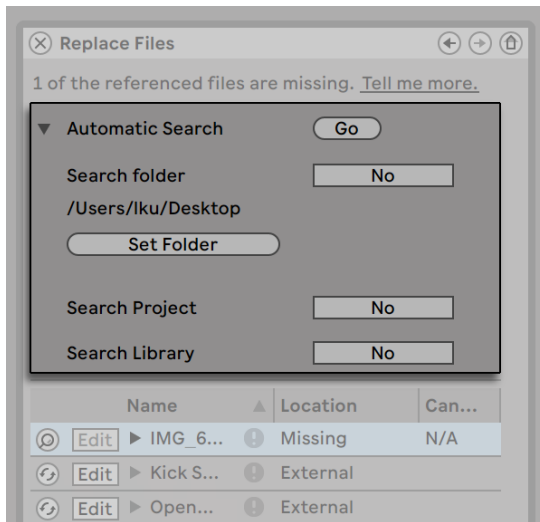 Replace Files
1 of the referenced files are missing. Tell me more.
Automatic Search Go
Search folder No
/Users/lku/Desktop
Set Folder
Search Project No
Search Library No
Name Location Can...
Edit IMG_6... Missing N/A
Edit Kick S... External
Edit Open... External